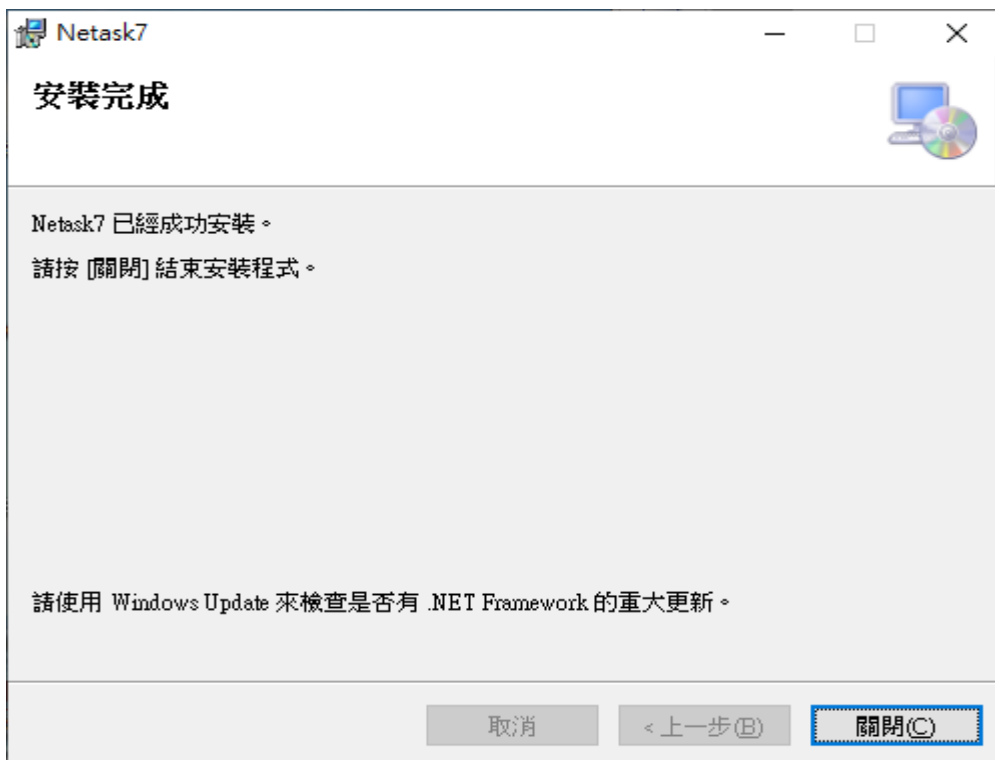 Netask7
安裝完成
Netask7 已經成功安裝。
請按 [關閉] 結束安裝程式。
請使用 Windows Update 來檢查是否有 .NET Framework 的重大更新。
取消
< 上一步(B)
關閉(C)